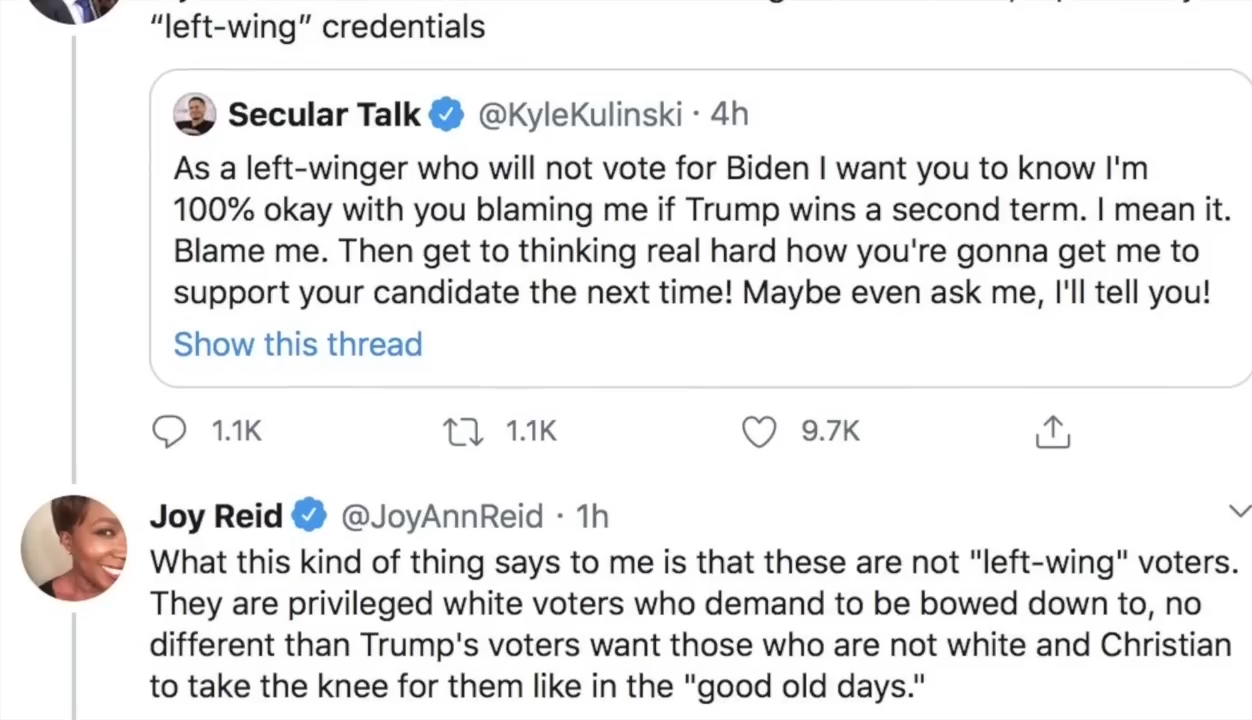 “left-wing” credentials
Secular Talk @KyleKulinski · 4h
As a left-winger who will not vote for Biden I want you to know I'm
100% okay with you blaming me if Trump wins a second term. I mean it.
Blame me. Then get to thinking real hard how you're gonna get me to
support your candidate the next time! Maybe even ask me, I'll tell you!
Show this thread
1.1K 1.1K 9.7K
Joy Reid @JoyAnnReid · 1h
What this kind of thing says to me is that these are not "left-wing" voters.
They are privileged white voters who demand to be bowed down to, no
different than Trump's voters want those who are not white and Christian
to take the knee for them like in the "good old days."